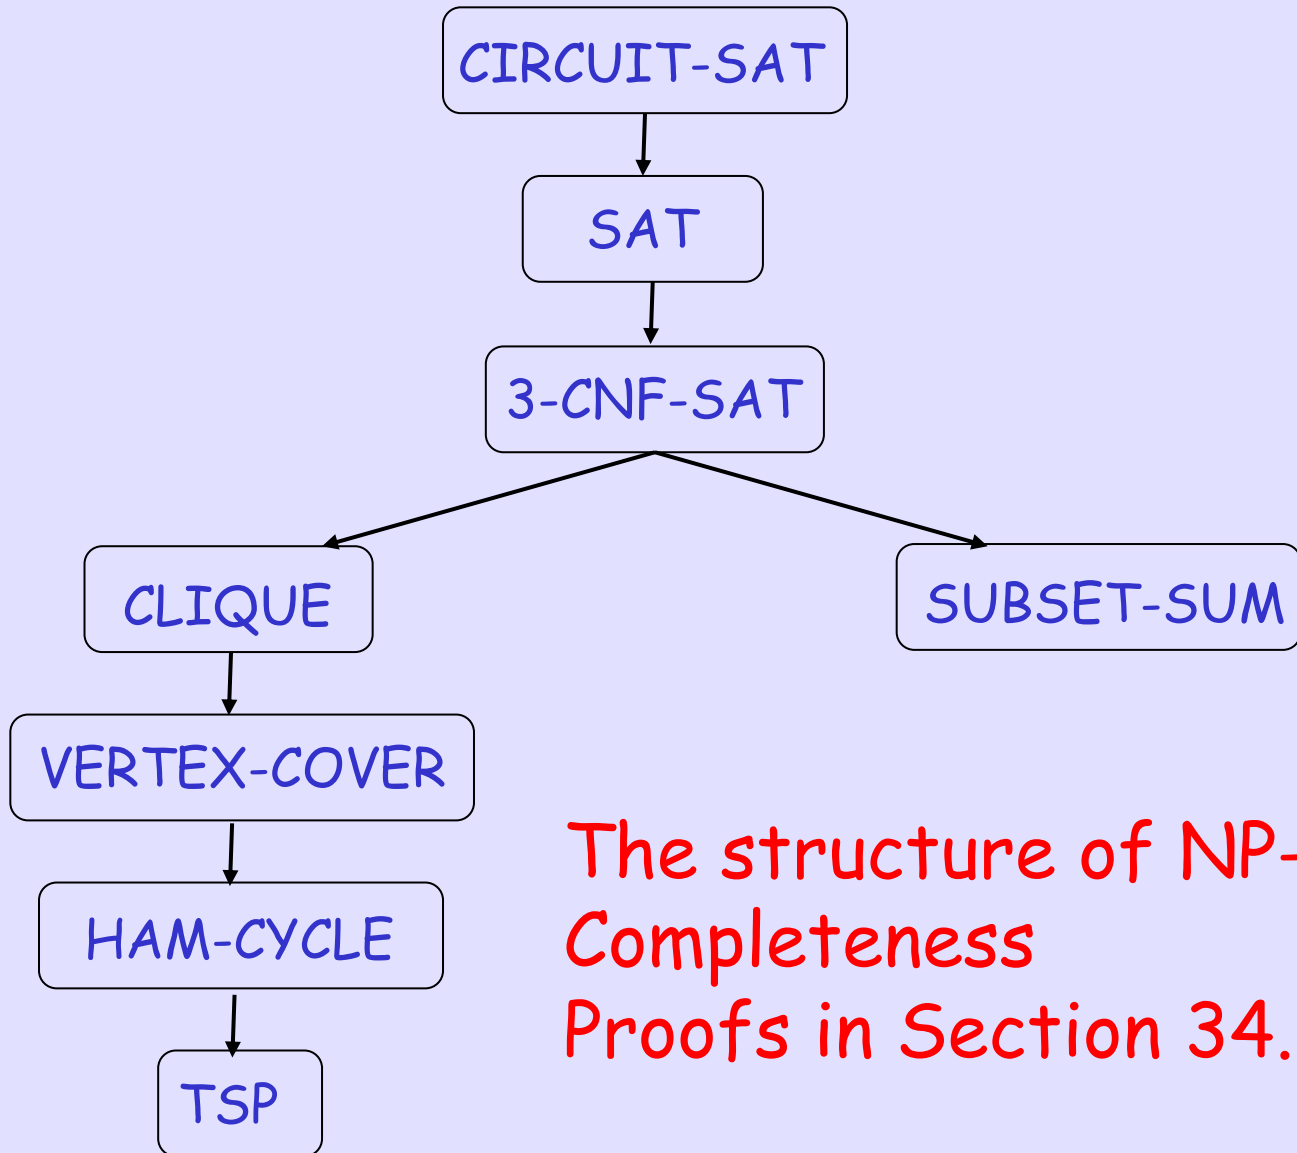 CIRCUIT-SAT
SAT
3-CNF-SAT
CLIQUE
SUBSET-SUM
VERTEX-COVER
HAM-CYCLE
TSP
The structure of NP-
Completeness
Proofs in Section 34.